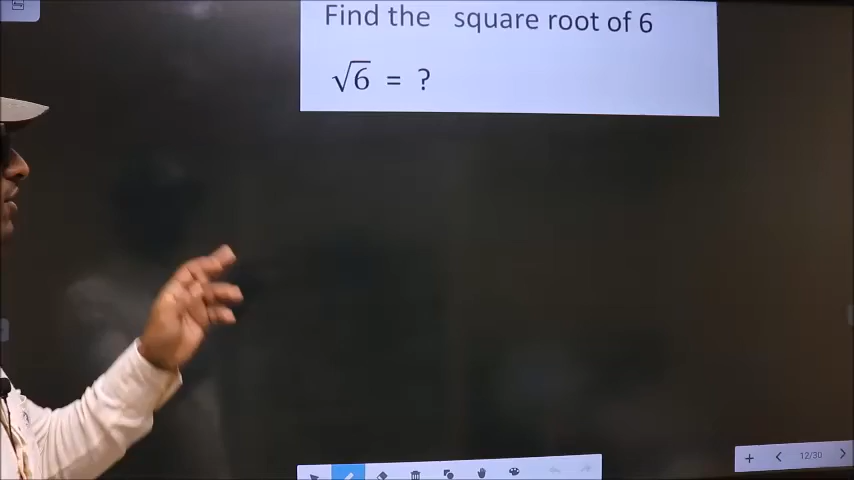 Find the square root of 6
√6 = ?
12/30